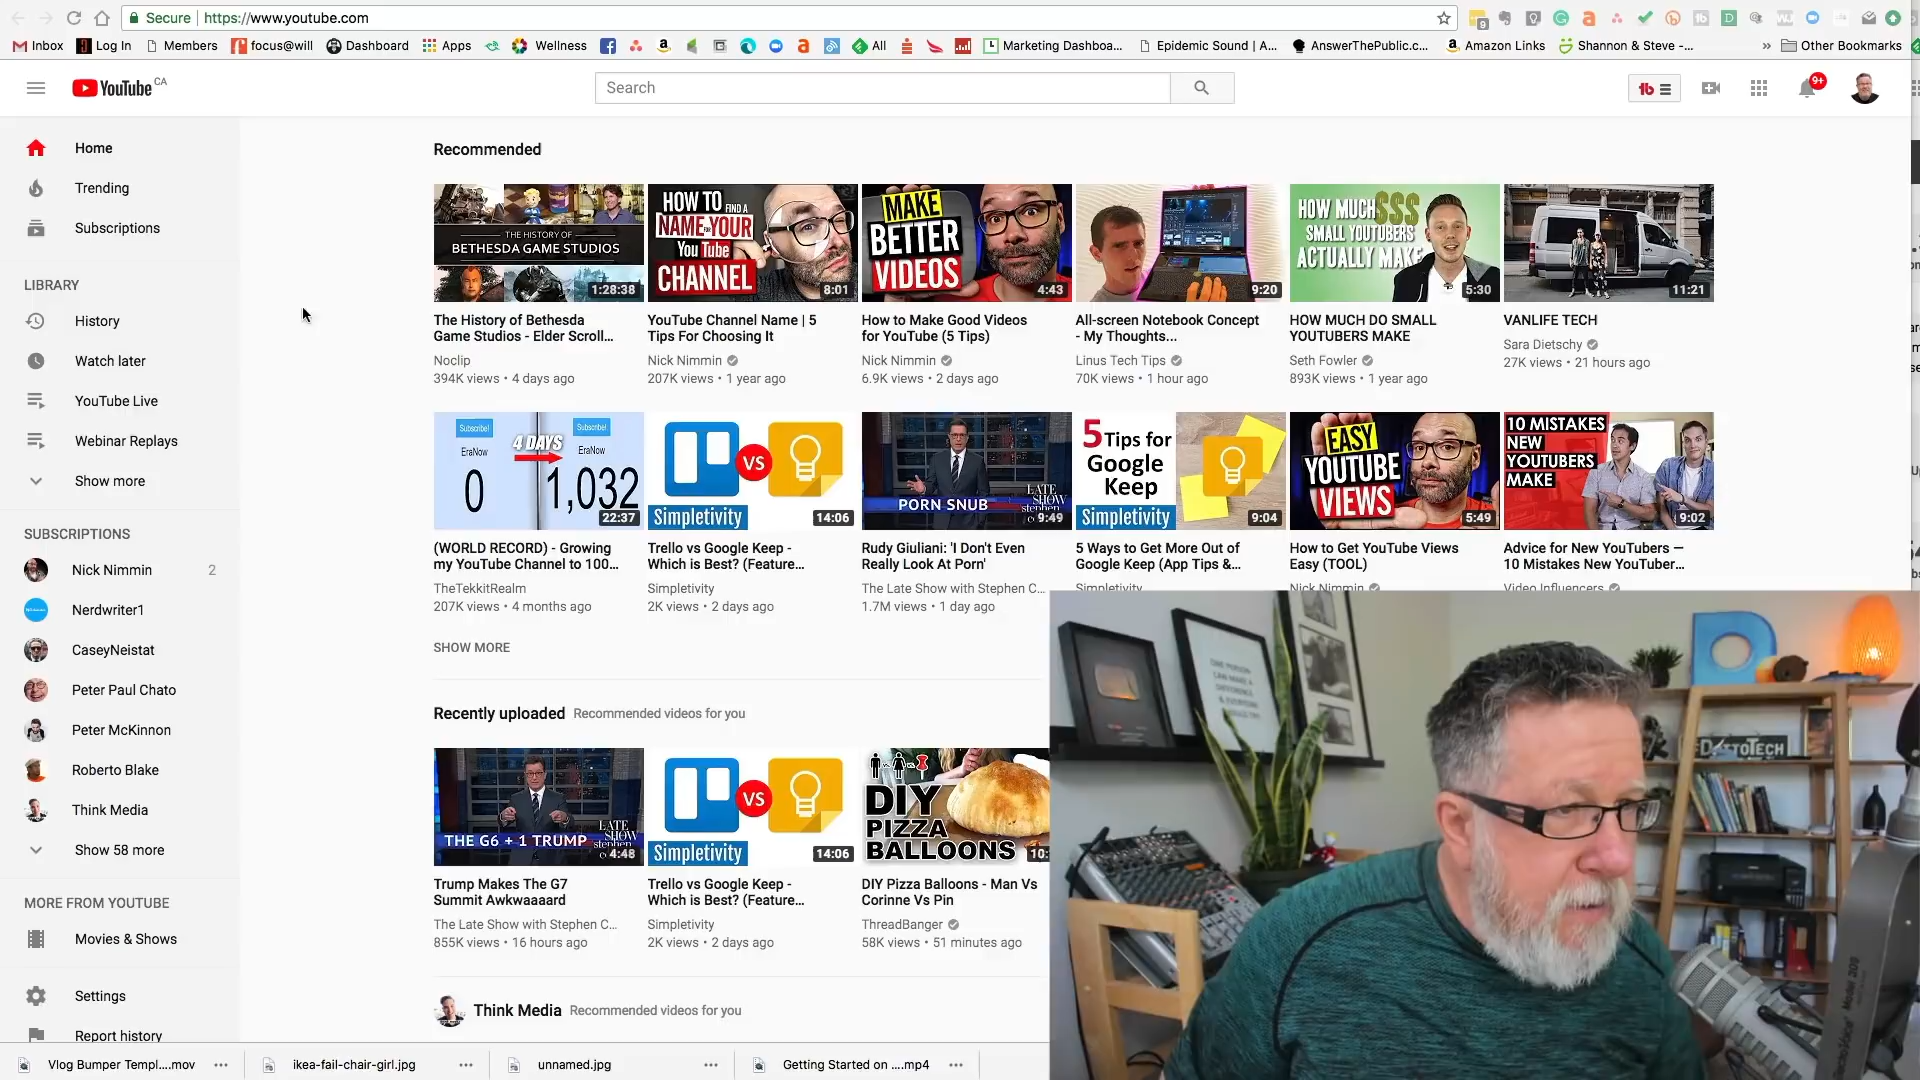 Secure https://www.youtube.com
Inbox Log In Members focus@will Dashboard Apps Wellness All Marketing Dashboa... Epidemic Sound | A... AnswerThePublic.c... Amazon Links Shannon & Steve -... » Other Bookmarks
YouTube CA
Search
9+
Home
Trending
Subscriptions
LIBRARY
History
Watch later
YouTube Live
Webinar Replays
Show more
SUBSCRIPTIONS
Nick Nimmin 2
Nerdwriter1
CaseyNeistat
Peter Paul Chato
Peter McKinnon
Roberto Blake
Think Media
Show 58 more
MORE FROM YOUTUBE
Movies & Shows
Settings
Report history
Recommended
THE HISTORY OF
BETHESDA GAME STUDIOS
1:28:38
The History of Bethesda
Game Studios - Elder Scroll...
Noclip
394K views • 4 days ago
HOW TO FIND A
NAME FOR YOUR
YouTube
CHANNEL
8:01
YouTube Channel Name | 5
Tips For Choosing It
Nick Nimmin
207K views • 1 year ago
MAKE
BETTER
VIDEOS
4:43
How to Make Good Videos
for YouTube (5 Tips)
Nick Nimmin
6.9K views • 2 days ago
9:20
All-screen Notebook Concept
- My Thoughts...
Linus Tech Tips
70K views • 1 hour ago
HOW MUCH $$$
SMALL YOUTUBERS
ACTUALLY MAKE
5:30
HOW MUCH DO SMALL
YOUTUBERS MAKE
Seth Fowler
893K views • 1 year ago
11:21
VANLIFE TECH
Sara Dietschy
27K views • 21 hours ago
Subscribe! Subscribe!
4 DAYS
EraNow EraNow
0 1,032
22:37
(WORLD RECORD) - Growing
my YouTube Channel to 100...
TheTekkitRealm
207K views • 4 months ago
VS
Simpletivity
14:06
Trello vs Google Keep -
Which is Best? (Feature...
Simpletivity
2K views • 2 days ago
PORN SNUB
LATE
SHOW
stephen
9:49
Rudy Giuliani: 'I Don't Even
Really Look At Porn'
The Late Show with Stephen C...
1.7M views • 1 day ago
5 Tips for
Google
Keep
Simpletivity
9:04
5 Ways to Get More Out of
Google Keep (App Tips &...
Simpletivity
EASY
YOUTUBE
VIEWS
5:49
How to Get YouTube Views
Easy (TOOL)
Nick Nimmin
10 MISTAKES
NEW
YOUTUBERS
MAKE
9:02
Advice for New YouTubers —
10 Mistakes New YouTuber...
Video Influencers
SHOW MORE
Recently uploaded Recommended videos for you
THE G6 + 1 TRUMP
LATE
SHOW
stephen
4:48
Trump Makes The G7
Summit Awkwaaaard
The Late Show with Stephen C...
855K views • 16 hours ago
VS
Simpletivity
14:06
Trello vs Google Keep -
Which is Best? (Feature...
Simpletivity
2K views • 2 days ago
DIY
PIZZA
BALLOONS
10:
DIY Pizza Balloons - Man Vs
Corinne Vs Pin
ThreadBanger
58K views • 51 minutes ago
Think Media Recommended videos for you
DOTTOTECH
Vlog Bumper Templ....mov ikea-fail-chair-girl.jpg unnamed.jpg Getting Started on ....mp4